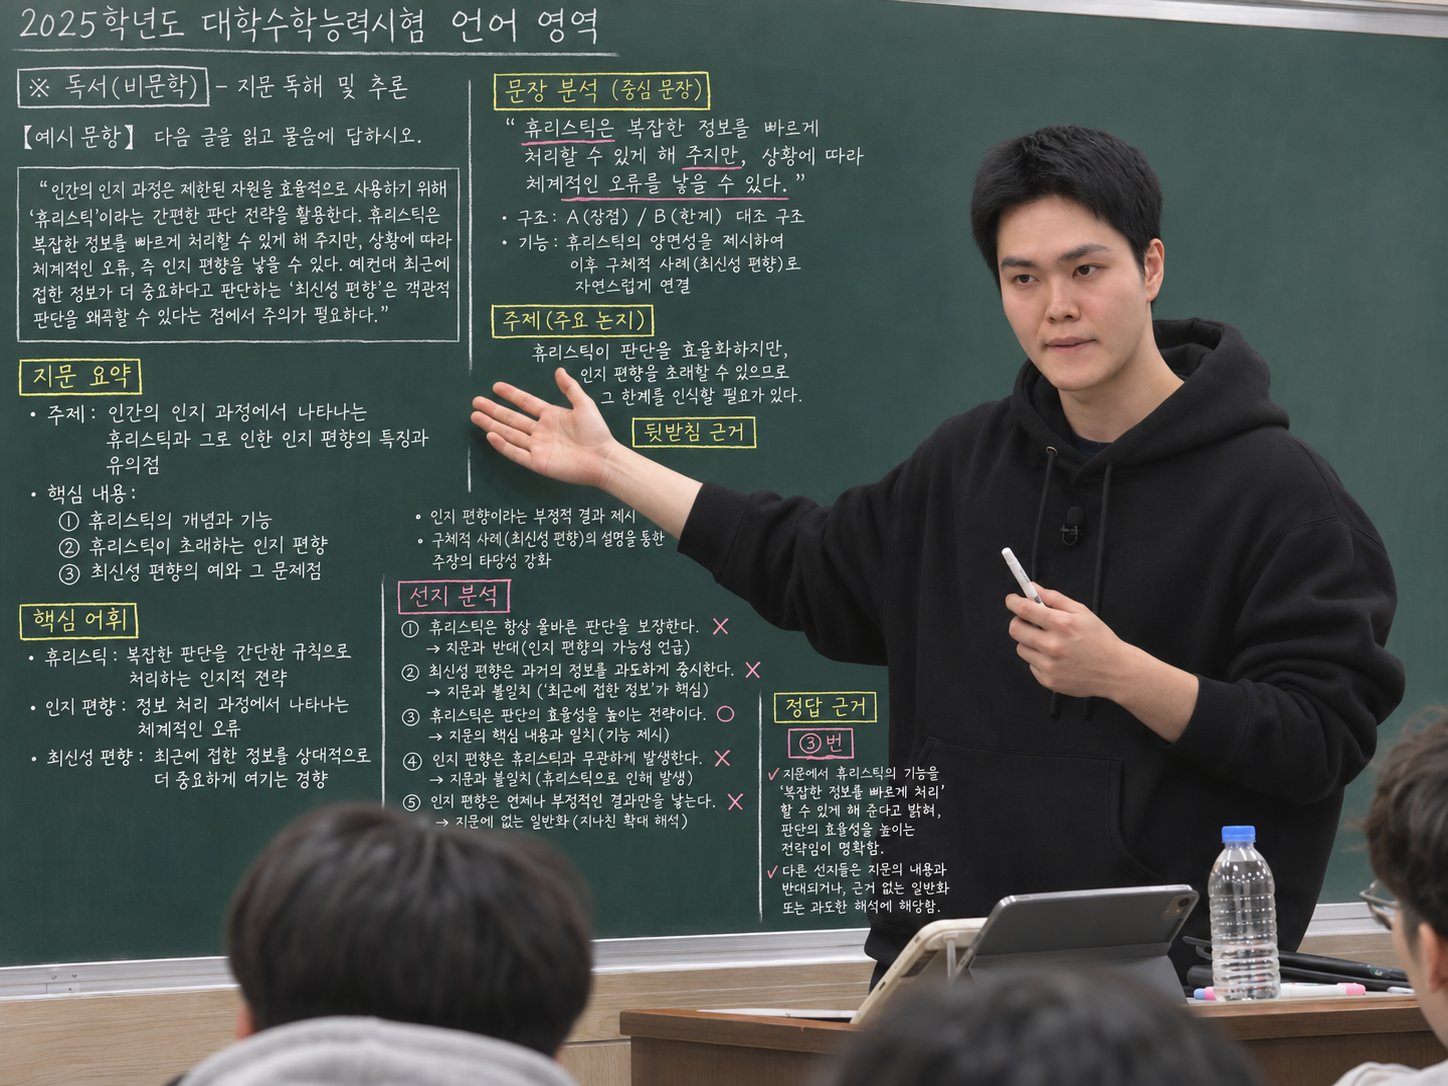 2025학년도 대학수학능력시험 언어 영역
※ 독서(비문학) - 지문 독해 및 추론
【예시 문항】 다음 글을 읽고 물음에 답하시오.
“인간의 인지 과정은 제한된 자원을 효율적으로 사용하기 위해
‘휴리스틱’이라는 간편한 판단 전략을 활용한다. 휴리스틱은
복잡한 정보를 빠르게 처리할 수 있게 해 주지만, 상황에 따라
체계적인 오류, 즉 인지 편향을 낳을 수 있다. 예컨대 최근에
접한 정보가 더 중요하다고 판단하는 ‘최신성 편향’은 객관적
판단을 왜곡할 수 있다는 점에서 주의가 필요하다.”
지문 요약
• 주제 : 인간의 인지 과정에서 나타나는
휴리스틱과 그로 인한 인지 편향의 특징과
유의점
• 핵심 내용 :
① 휴리스틱의 개념과 기능
② 휴리스틱이 초래하는 인지 편향
③ 최신성 편향의 예와 그 문제점
핵심 어휘
• 휴리스틱 : 복잡한 판단을 간단한 규칙으로
처리하는 인지적 전략
• 인지 편향 : 정보 처리 과정에서 나타나는
체계적인 오류
• 최신성 편향 : 최근에 접한 정보를 상대적으로
더 중요하게 여기는 경향
문장 분석 (중심 문장)
“ 휴리스틱은 복잡한 정보를 빠르게
처리할 수 있게 해 주지만, 상황에 따라
체계적인 오류를 낳을 수 있다. ”
• 구조 : A (장점) / B (한계) 대조 구조
• 기능 : 휴리스틱의 양면성을 제시하여
이후 구체적 사례(최신성 편향)로
자연스럽게 연결
주제(주요 논지)
휴리스틱이 판단을 효율화하지만,
인지 편향을 초래할 수 있으므로
그 한계를 인식할 필요가 있다.
뒷받침 근거
• 인지 편향이라는 부정적 결과 제시
• 구체적 사례(최신성 편향)의 설명을 통한
주장의 타당성 강화
선지 분석
① 휴리스틱은 항상 올바른 판단을 보장한다. ✕
→ 지문과 반대(인지 편향의 가능성 언급)
② 최신성 편향은 과거의 정보를 과도하게 중시한다. ✕
→ 지문과 불일치 (‘최근에 접한 정보’가 핵심)
③ 휴리스틱은 판단의 효율성을 높이는 전략이다. ○
→ 지문의 핵심 내용과 일치 (기능 제시)
④ 인지 편향은 휴리스틱과 무관하게 발생한다. ✕
→ 지문과 불일치 (휴리스틱으로 인해 발생)
⑤ 인지 편향은 언제나 부정적인 결과만을 낳는다. ✕
→ 지문에 없는 일반화 (지나친 확대 해석)
정답 근거
③번
✓ 지문에서 휴리스틱의 기능을
‘복잡한 정보를 빠르게 처리’
할 수 있게 해 준다고 밝혀,
판단의 효율성을 높이는
전략임이 명확함.
✓ 다른 선지들은 지문의 내용과
반대되거나, 근거 없는 일반화
또는 과도한 해석에 해당함.